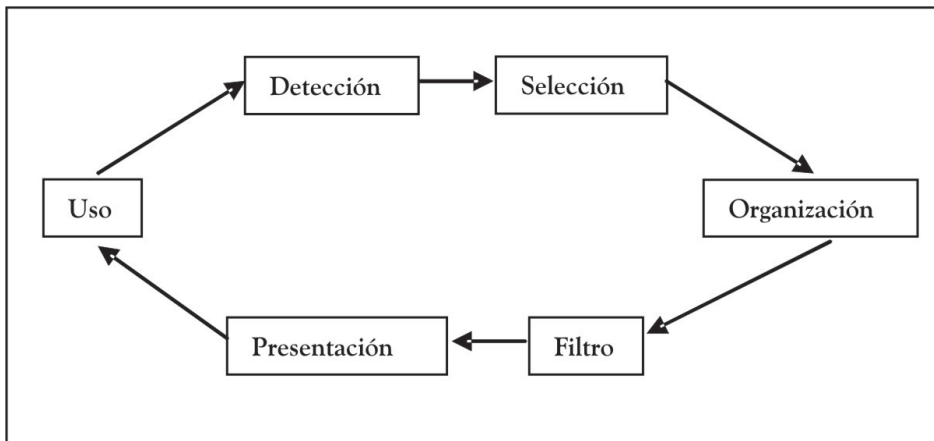 Detección
Selección
Uso
Organización
Presentación
Filtro